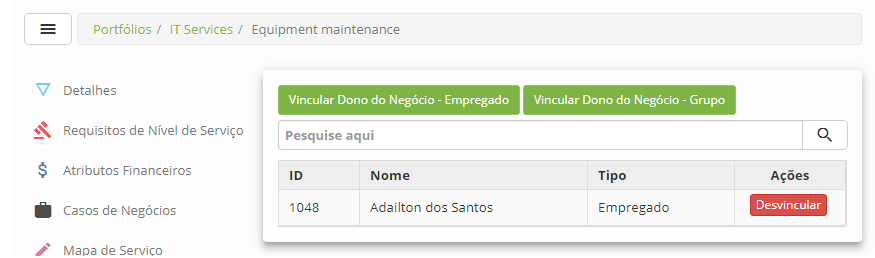 Portfólios / IT Services / Equipment maintenance
Detalhes
Requisitos de Nível de Serviço
Atributos Financeiros
Casos de Negócios
Mapa de Serviço
Vincular Dono do Negócio - Empregado Vincular Dono do Negócio - Grupo
Pesquise aqui
ID Nome Tipo Ações
1048 Adailton dos Santos Empregado Desvincular